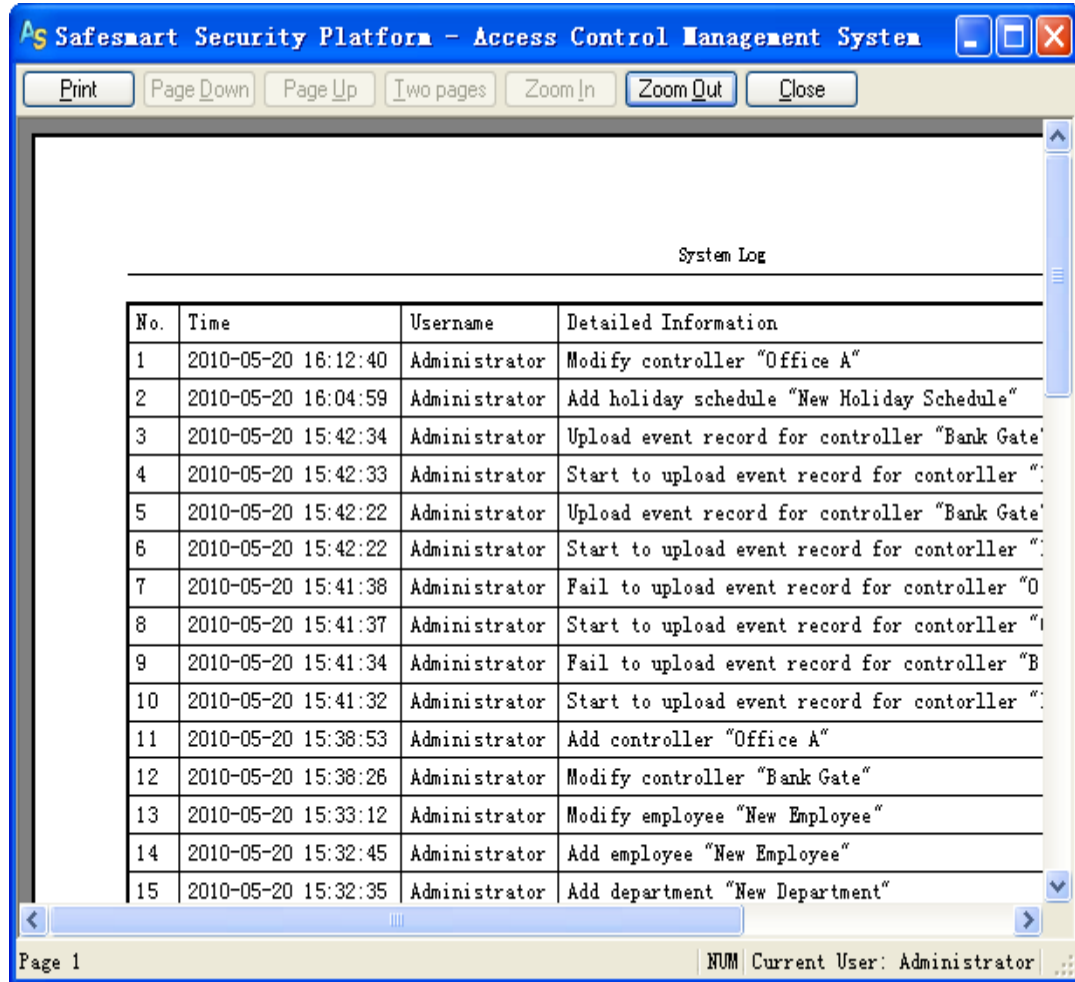 AS Safesmart Security Platform - Access Control Management System
Print Page Down Page Up Two pages Zoom In Zoom Out Close
System Log
No. Time Username Detailed Information
1 2010-05-20 16:12:40 Administrator Modify controller "Office A"
2 2010-05-20 16:04:59 Administrator Add holiday schedule "New Holiday Schedule"
3 2010-05-20 15:42:34 Administrator Upload event record for controller "Bank Gate"
4 2010-05-20 15:42:33 Administrator Start to upload event record for contorller "
5 2010-05-20 15:42:22 Administrator Upload event record for controller "Bank Gate"
6 2010-05-20 15:42:22 Administrator Start to upload event record for contorller "
7 2010-05-20 15:41:38 Administrator Fail to upload event record for controller "O
8 2010-05-20 15:41:37 Administrator Start to upload event record for contorller "
9 2010-05-20 15:41:34 Administrator Fail to upload event record for controller "B
10 2010-05-20 15:41:32 Administrator Start to upload event record for contorller "
11 2010-05-20 15:38:53 Administrator Add controller "Office A"
12 2010-05-20 15:38:26 Administrator Modify controller "Bank Gate"
13 2010-05-20 15:33:12 Administrator Modify employee "New Employee"
14 2010-05-20 15:32:45 Administrator Add employee "New Employee"
15 2010-05-20 15:32:35 Administrator Add department "New Department"
Page 1 NUM Current User: Administrator